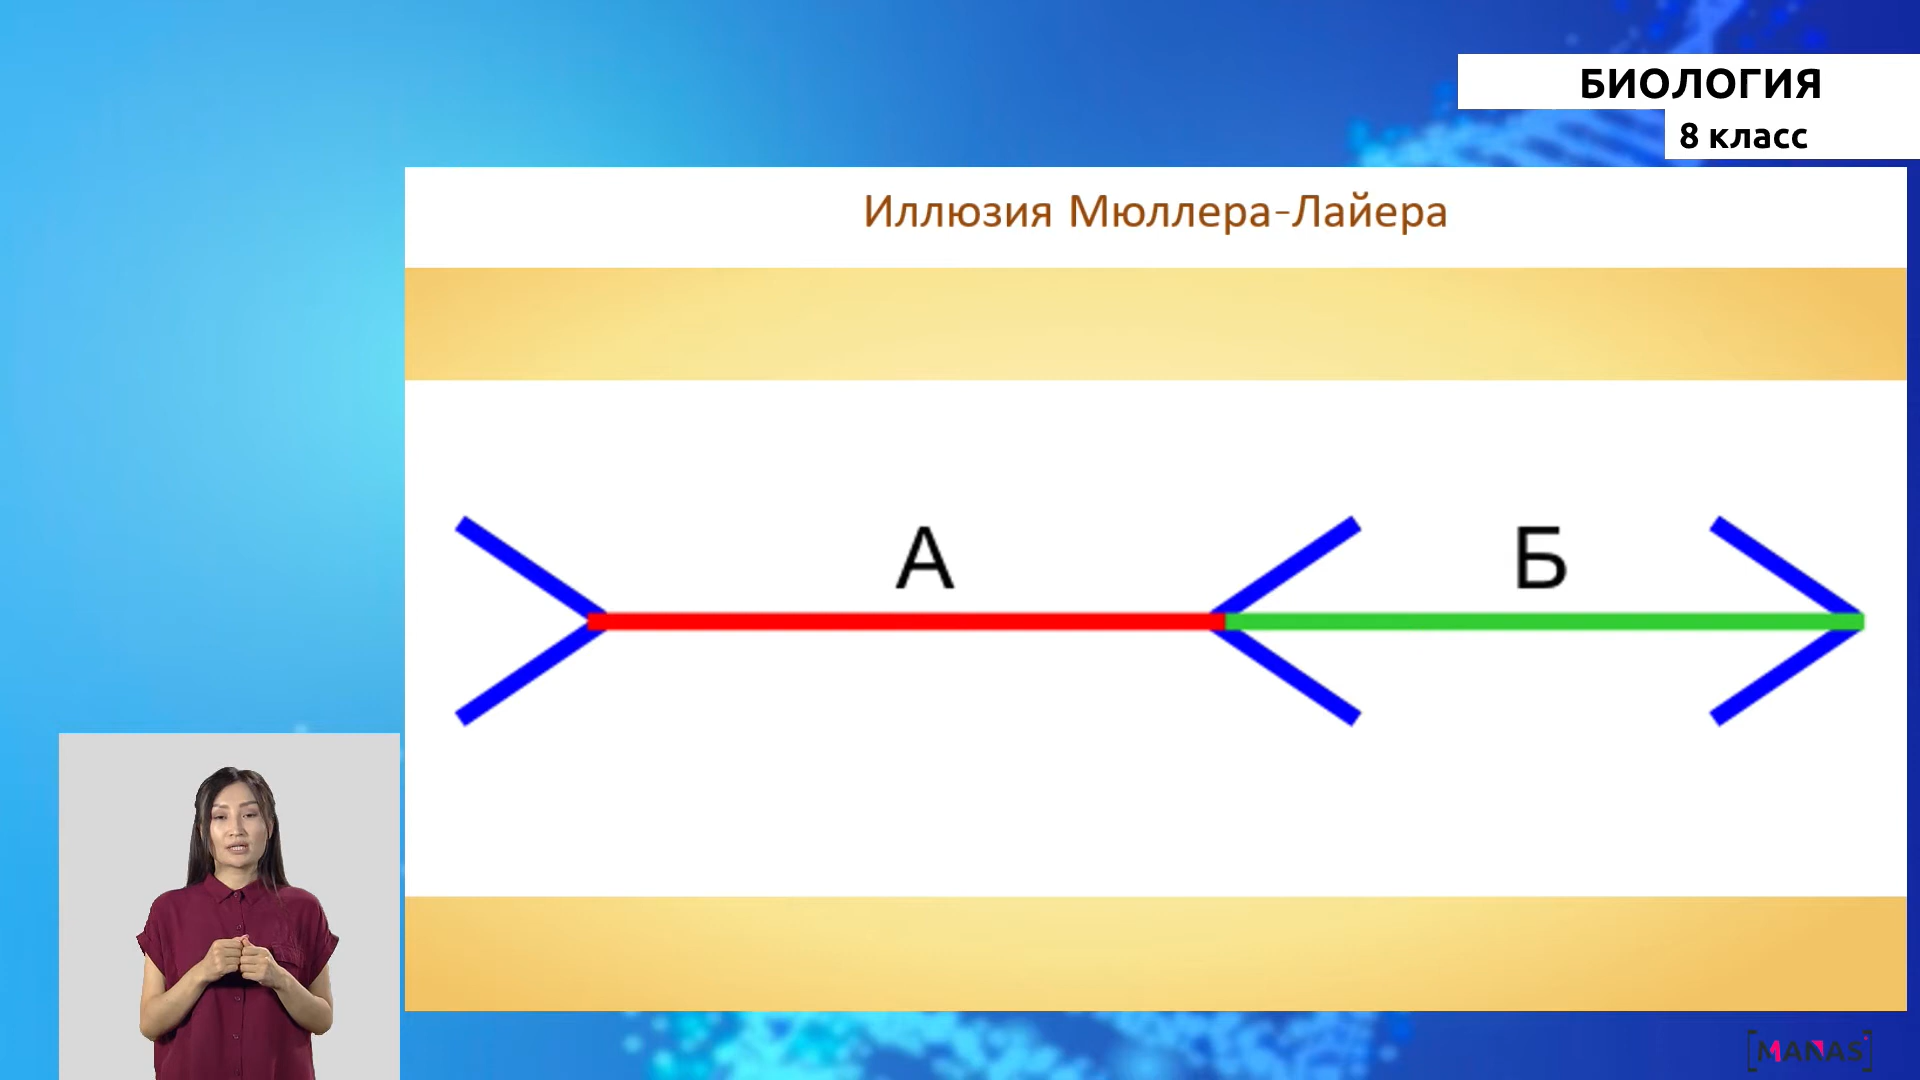 БИОЛОГИЯ
8 класс
Иллюзия Мюллера-Лайера
А
Б
[MANAS]